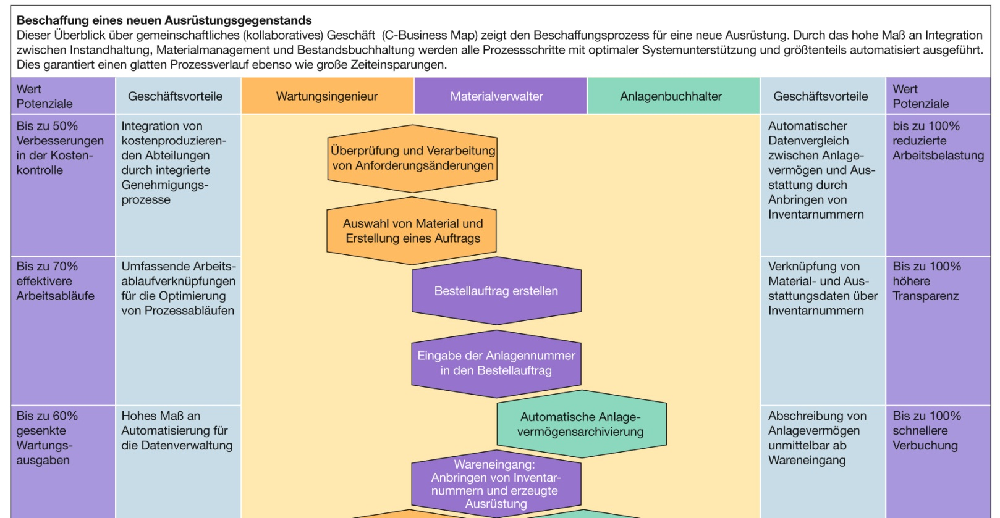 Beschaffung eines neuen Ausrüstungsgegenstands
Dieser Überblick über gemeinschaftliches (kollaboratives) Geschäft (C-Business Map) zeigt den Beschaffungsprozess für eine neue Ausrüstung. Durch das hohe Maß an Integration
zwischen Instandhaltung, Materialmanagement und Bestandsbuchhaltung werden alle Prozessschritte mit optimaler Systemunterstützung und größtenteils automatisiert ausgeführt.
Dies garantiert einen glatten Prozessverlauf ebenso wie große Zeiteinsparungen.
Wert
Potenziale
Geschäftsvorteile
Wartungsingenieur
Materialverwalter
Anlagenbuchhalter
Geschäftsvorteile
Wert
Potenziale
Bis zu 50%
Verbesserungen
in der Kosten-
kontrolle
Integration von
kostenproduzieren-
den Abteilungen
durch integrierte
Genehmigungs-
prozesse
Überprüfung und Verarbeitung
von Anforderungsänderungen
Auswahl von Material und
Erstellung eines Auftrags
Automatischer
Datenvergleich
zwischen Anlage-
vermögen und Aus-
stattung durch
Anbringen von
Inventarnummern
bis zu 100%
reduzierte
Arbeitsbelastung
Bis zu 70%
effektivere
Arbeitsabläufe
Umfassende Arbeits-
ablaufverknüpfungen
für die Optimierung
von Prozessabläufen
Bestellauftrag erstellen
Eingabe der Anlagennummer
in den Bestellauftrag
Verknüpfung von
Material- und Aus-
stattungsdaten über
Inventarnummern
Bis zu 100%
höhere
Transparenz
Bis zu 60%
gesenkte
Wartungs-
ausgaben
Hohes Maß an
Automatisierung für
die Datenverwaltung
Automatische Anlage-
vermögensarchivierung
Wareneingang:
Anbringen von Inventar-
nummern und erzeugte
Ausrüstung
Abschreibung von
Anlagevermögen
unmittelbar ab
Wareneingang
Bis zu 100%
schnellere
Verbuchung